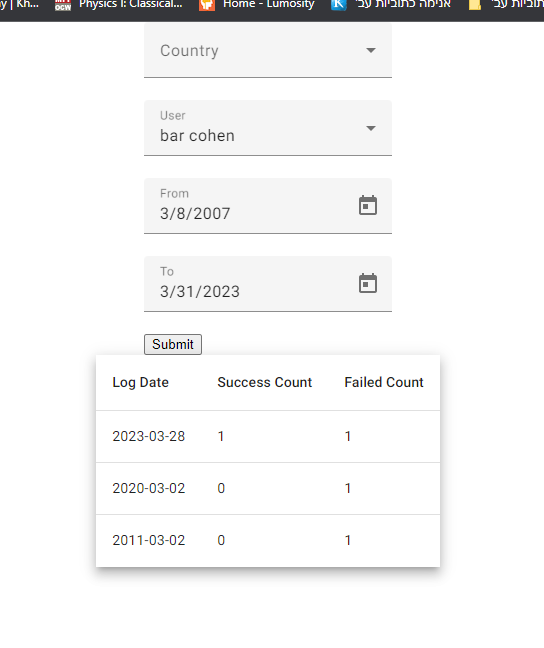 Kh...
MIT OCW Physics I: Classical... Home - Lumosity אנימה כתוביות עב'
Country
User
bar cohen
From
3/8/2007
To
3/31/2023
Submit
Log Date Success Count Failed Count
2023-03-28 1 1
2020-03-02 0 1
2011-03-02 0 1